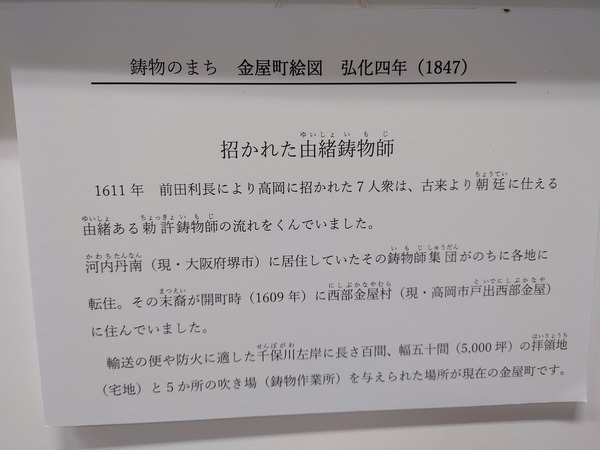 鋳物のまち　金屋町絵図　弘化四年（1847）
招かれた由緒鋳物師
1611年　前田利長により高岡に招かれた７人衆は、古来より朝廷に仕える
由緒ある勅許鋳物師の流れをくんでいました。
河内丹南（現・大阪府堺市）に居住していたその鋳物師集団がのちに各地に
転住。その末裔が開町時（1609年）に西部金屋村（現・高岡市戸出西部金屋）
に住んでいました。
輸送の便や防火に適した千保川左岸に長さ百間、幅五十間（5,000坪）の拝領地
（宅地）と５か所の吹き場（鋳物作業所）を与えられた場所が現在の金屋町です。